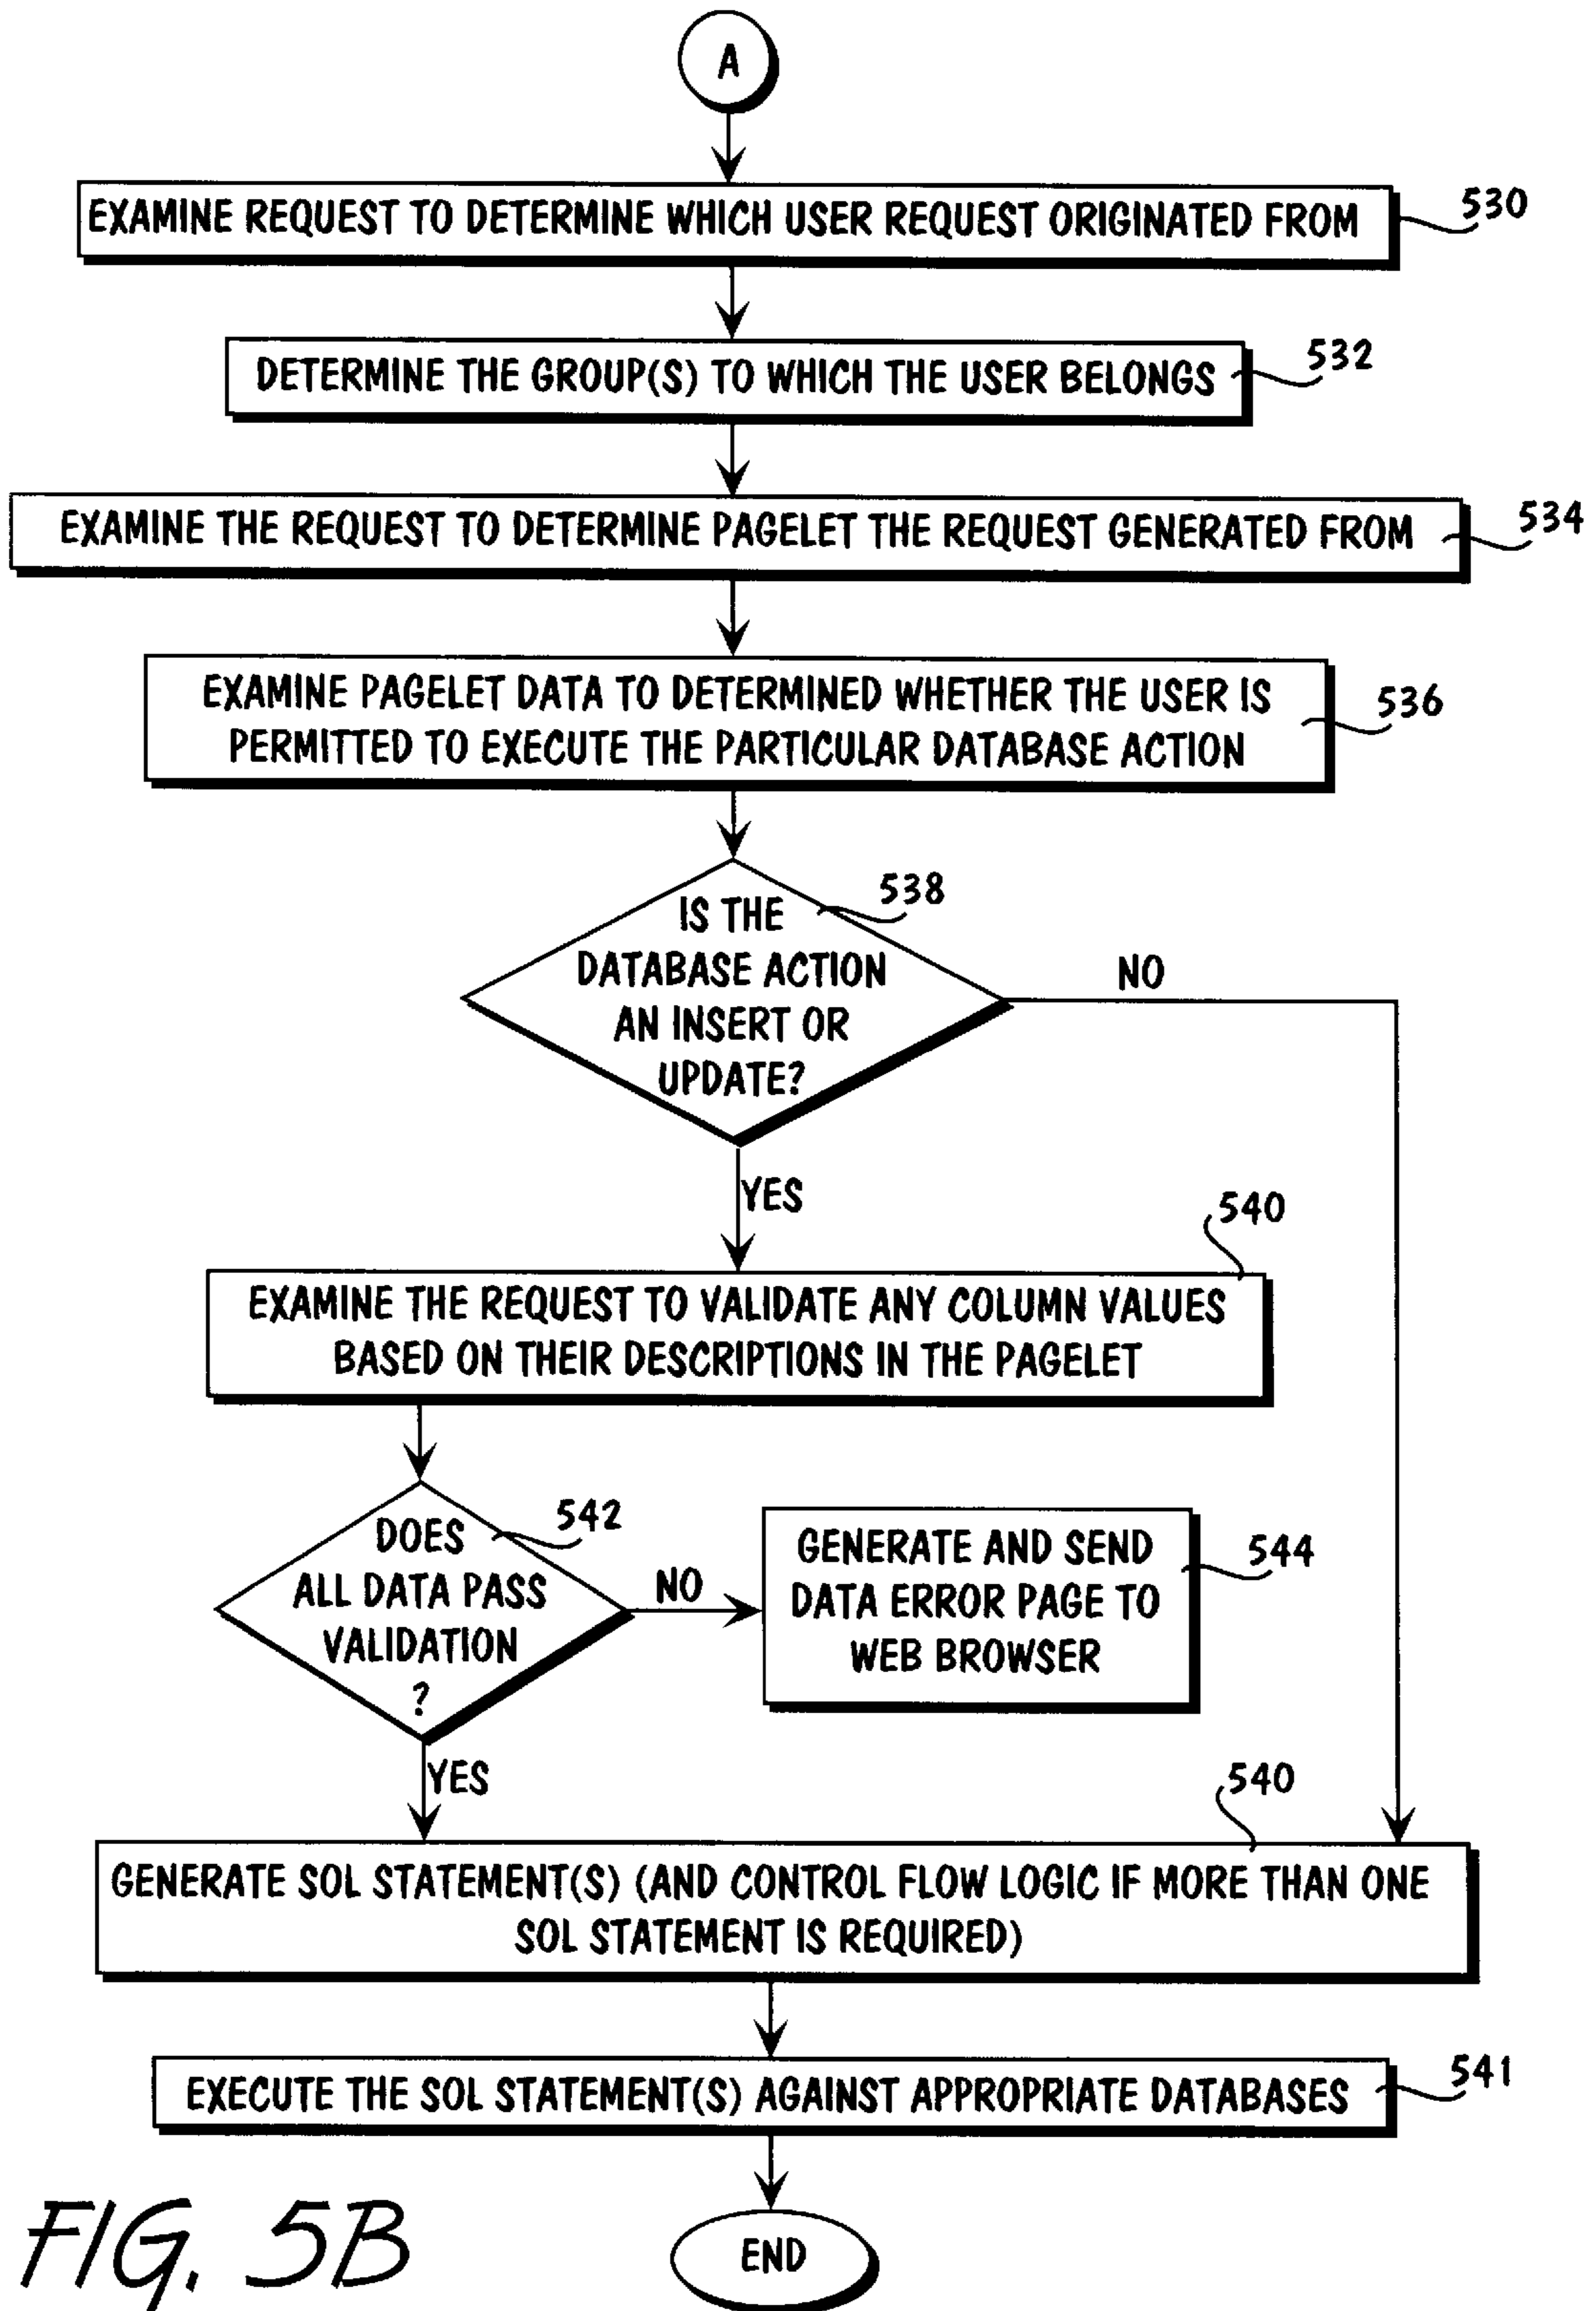 A
EXAMINE REQUEST TO DETERMINE WHICH USER REQUEST ORIGINATED FROM
530
DETERMINE THE GROUP(S) TO WHICH THE USER BELONGS
532
EXAMINE THE REQUEST TO DETERMINE PAGELET THE REQUEST GENERATED FROM
534
EXAMINE PAGELET DATA TO DETERMINED WHETHER THE USER IS
PERMITTED TO EXECUTE THE PARTICULAR DATABASE ACTION
536
538
IS THE
DATABASE ACTION
AN INSERT OR
UPDATE?
NO
YES
540
EXAMINE THE REQUEST TO VALIDATE ANY COLUMN VALUES
BASED ON THEIR DESCRIPTIONS IN THE PAGELET
542
DOES
ALL DATA PASS
VALIDATION
?
NO
GENERATE AND SEND
DATA ERROR PAGE TO
WEB BROWSER
544
YES
540
GENERATE SOL STATEMENT(S) (AND CONTROL FLOW LOGIC IF MORE THAN ONE
SOL STATEMENT IS REQUIRED)
EXECUTE THE SOL STATEMENT(S) AGAINST APPROPRIATE DATABASES
541
END
FIG. 5B